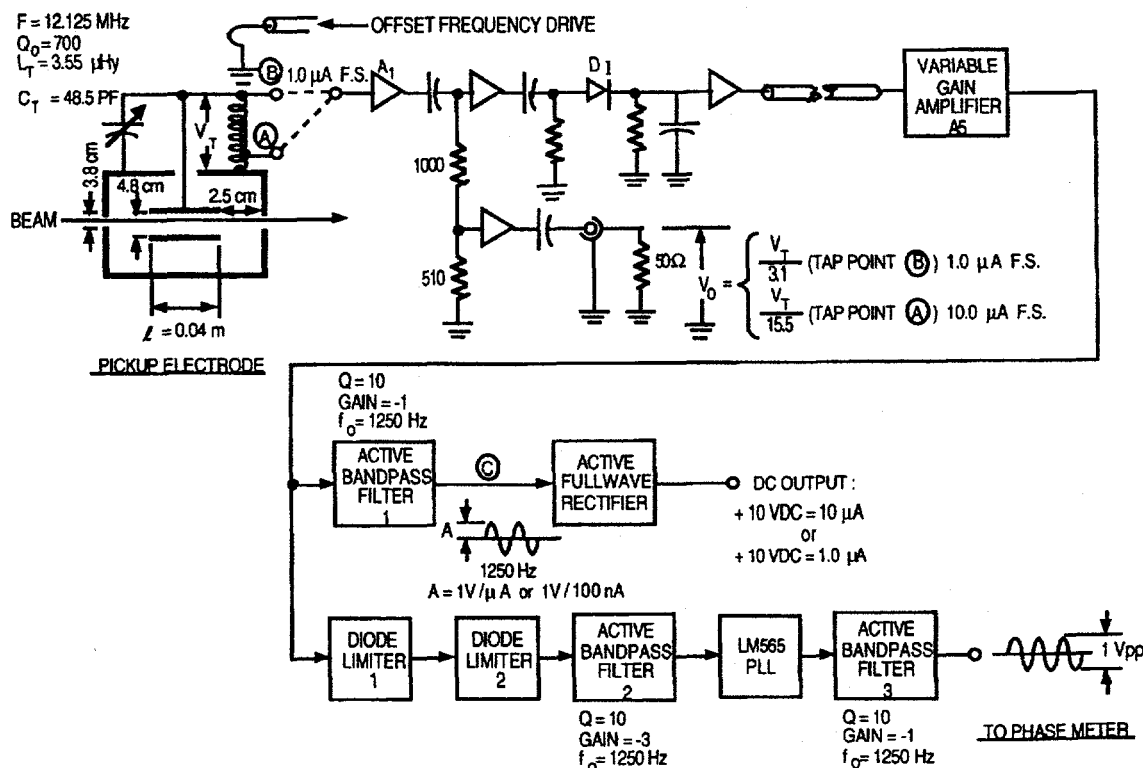 F = 12.125 MHz
Q₀ = 700
L_T = 3.55 μHy
C_T = 48.5 PF
OFFSET FREQUENCY DRIVE
B
1.0 μA F.S.
A₁
D1
VARIABLE
GAIN
AMPLIFIER
A5
V_T
A
3.8 cm
4.8 cm
2.5 cm
BEAM
1000
510
50Ω
V₀ =
V_T
3.1
(TAP POINT B) 1.0 μA F.S.
V_T
15.5
(TAP POINT A) 10.0 μA F.S.
ℓ = 0.04 m
PICKUP ELECTRODE
Q = 10
GAIN = -1
f₀ = 1250 Hz
ACTIVE
BANDPASS
FILTER
1
C
ACTIVE
FULLWAVE
RECTIFIER
DC OUTPUT :
+ 10 VDC = 10 μA
or
+ 10 VDC = 1.0 μA
A
1250 Hz
A = 1V / μ A or 1V / 100 nA
DIODE
LIMITER
1
DIODE
LIMITER
2
ACTIVE
BANDPASS
FILTER
2
LM565
PLL
ACTIVE
BANDPASS
FILTER
3
1 Vpp
Q = 10
GAIN = -3
f₀ = 1250 Hz
Q = 10
GAIN = -1
f₀ = 1250 Hz
TO PHASE METER